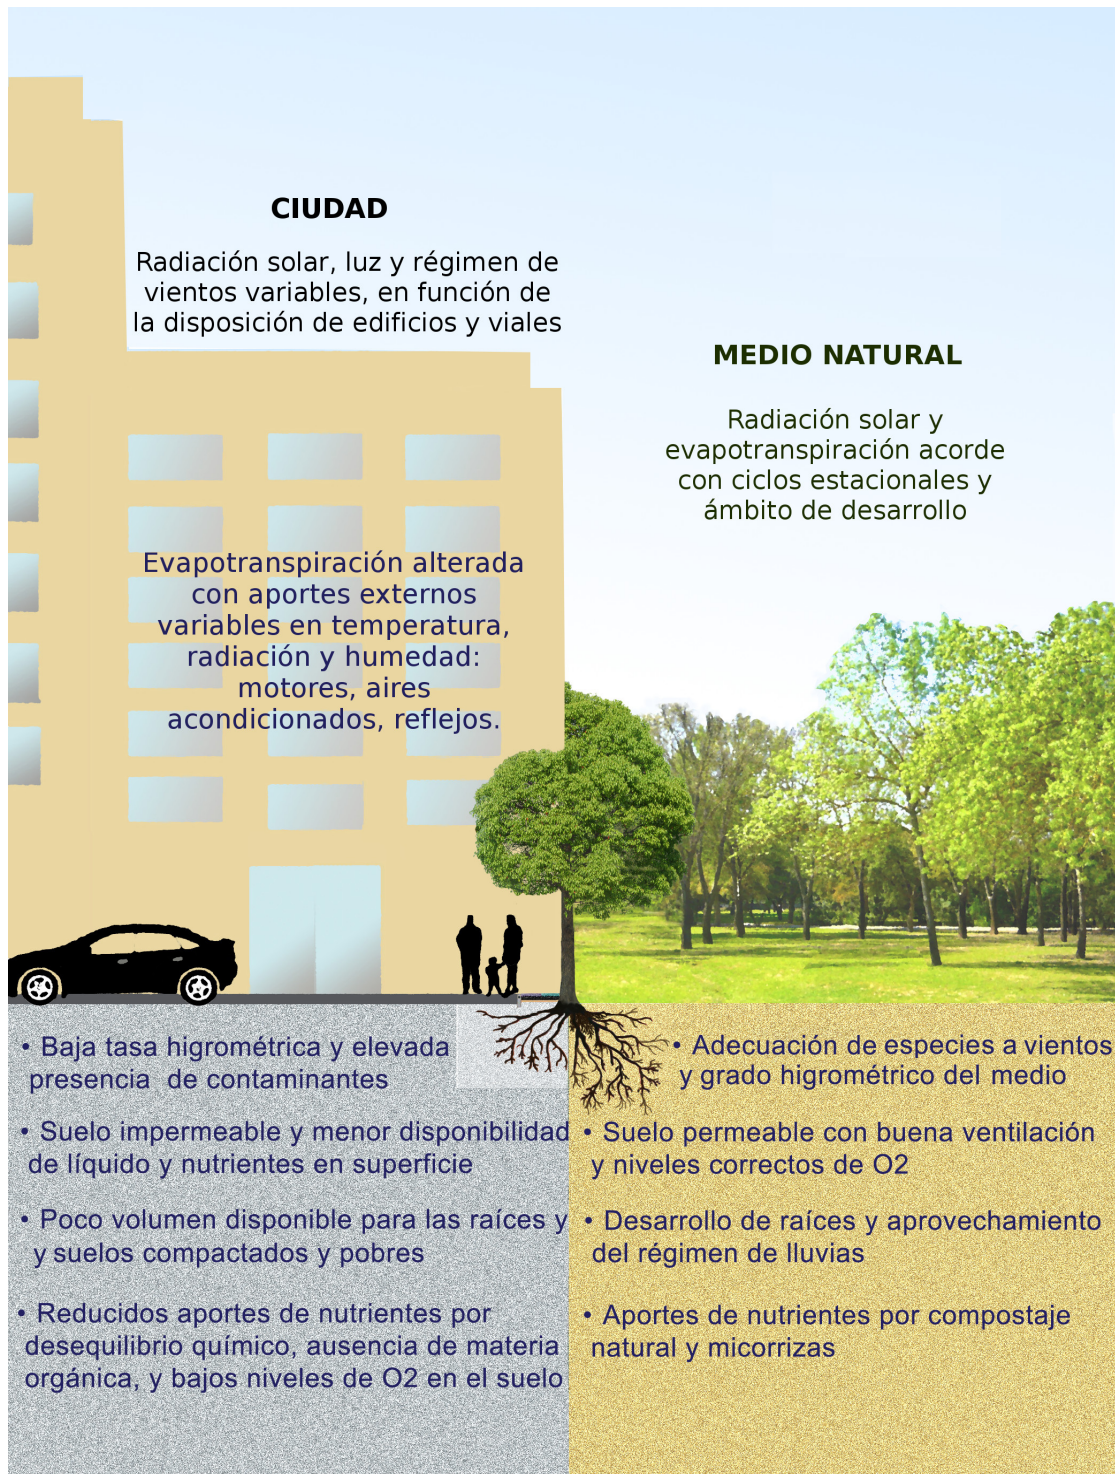 CIUDAD
Radiación solar, luz y régimen de
vientos variables, en función de
la disposición de edificios y viales
Evapotranspiración alterada
con aportes externos
variables en temperatura,
radiación y humedad:
motores, aires
acondicionados, reflejos.
• Baja tasa higrométrica y elevada
presencia de contaminantes
• Suelo impermeable y menor disponibilidad
de líquido y nutrientes en superficie
• Poco volumen disponible para las raíces y
y suelos compactados y pobres
• Reducidos aportes de nutrientes por
desequilibrio químico, ausencia de materia
orgánica, y bajos niveles de O2 en el suelo
MEDIO NATURAL
Radiación solar y
evapotranspiración acorde
con ciclos estacionales y
ámbito de desarrollo
• Adecuación de especies a vientos
y grado higrométrico del medio
• Suelo permeable con buena ventilación
y niveles correctos de O2
• Desarrollo de raíces y aprovechamiento
del régimen de lluvias
• Aportes de nutrientes por compostaje
natural y micorrizas